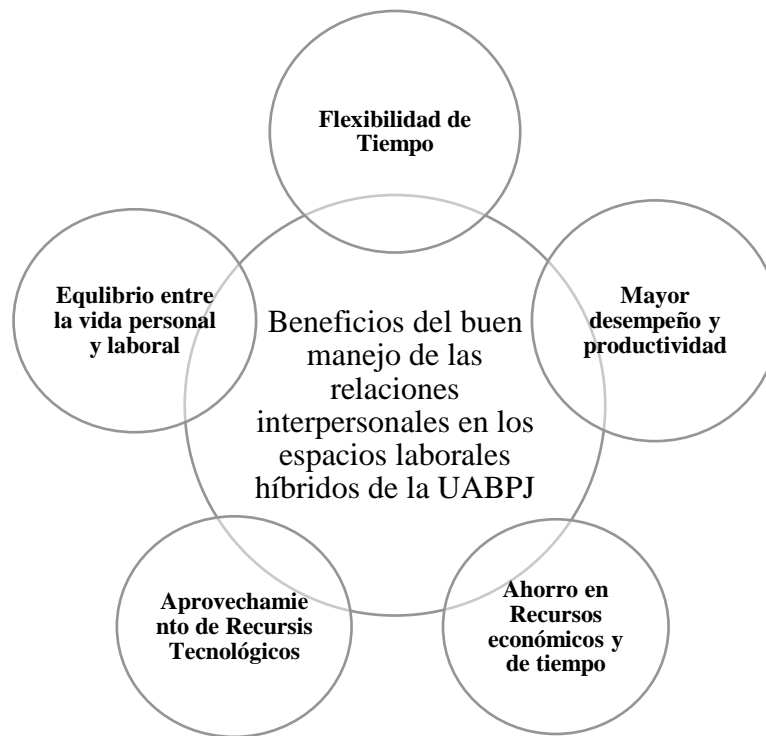 Flexibilidad de
Tiempo
Mayor
desempeño y
productividad
Ahorro en
Recursos
económicos y
de tiempo
Aprovechamie
nto de Recursis
Tecnológicos
Equlibrio entre
la vida personal
y laboral
Beneficios del buen
manejo de las
relaciones
interpersonales en los
espacios laborales
híbridos de la UABPJ